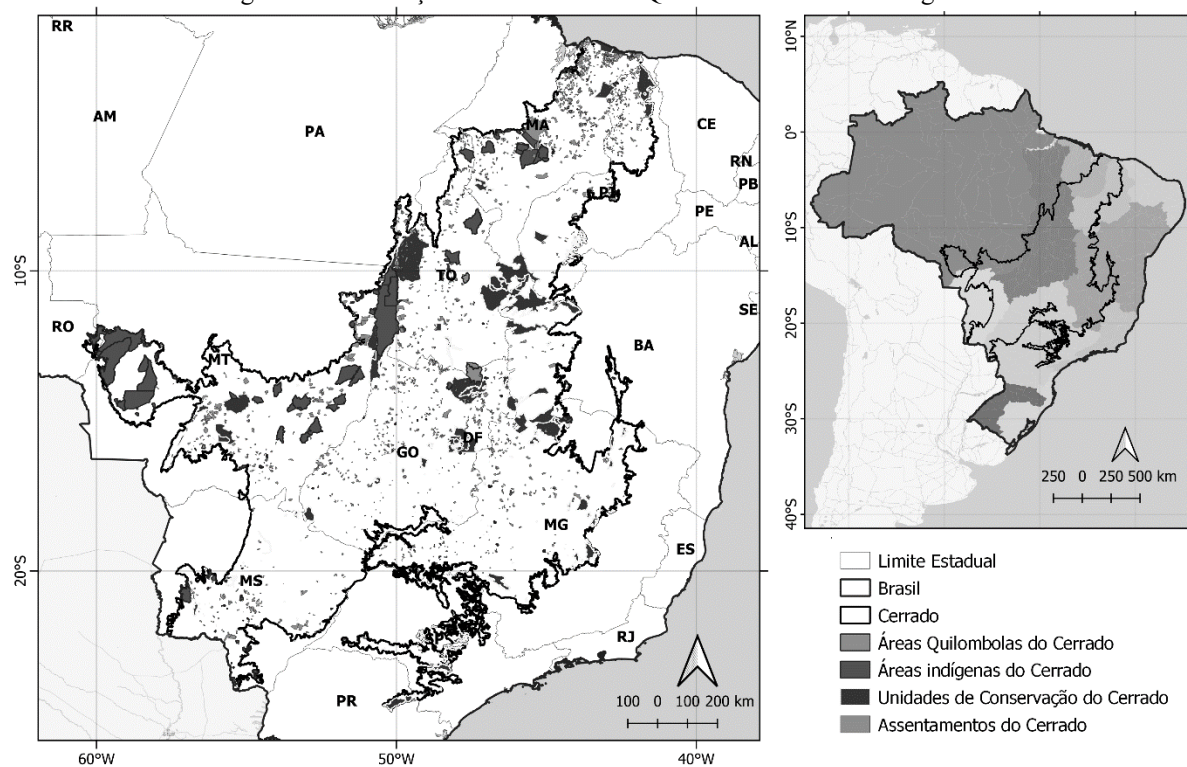 RR
AM
PA
MA
CE
RN
PB
PI
PE
AL
TO
SE
RO
MT
BA
DF
GO
MG
ES
MS
RJ
PR
10°S
20°S
60°W
50°W
40°W
100 0 100 200 km
10°N
0°
10°S
20°S
30°S
40°S
250 0 250 500 km
Limite Estadual
Brasil
Cerrado
Áreas Quilombolas do Cerrado
Áreas indígenas do Cerrado
Unidades de Conservação do Cerrado
Assentamentos do Cerrado